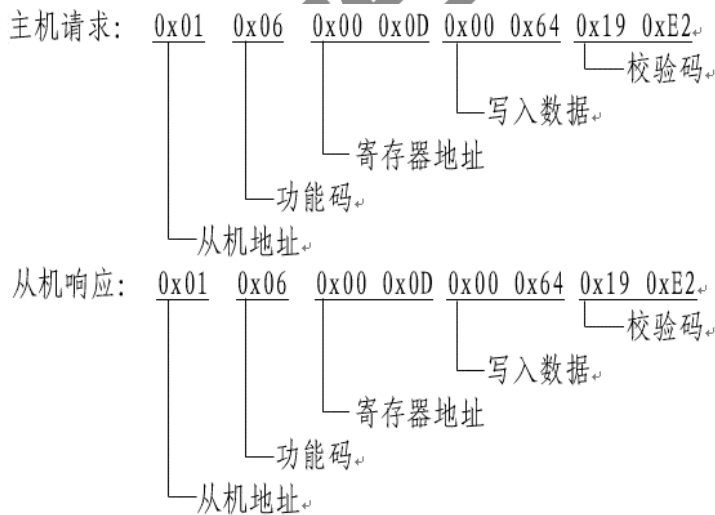 主机请求: 0x01 0x06 0x00 0x0D 0x00 0x64 0x19 0xE2
校验码
写入数据
寄存器地址
功能码
从机地址
从机响应: 0x01 0x06 0x00 0x0D 0x00 0x64 0x19 0xE2
校验码
写入数据
寄存器地址
功能码
从机地址